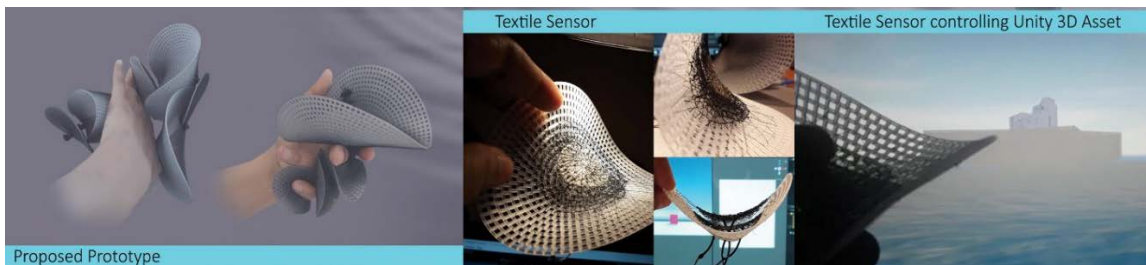 Textile Sensor
Textile Sensor controlling Unity 3D Asset
Proposed Prototype